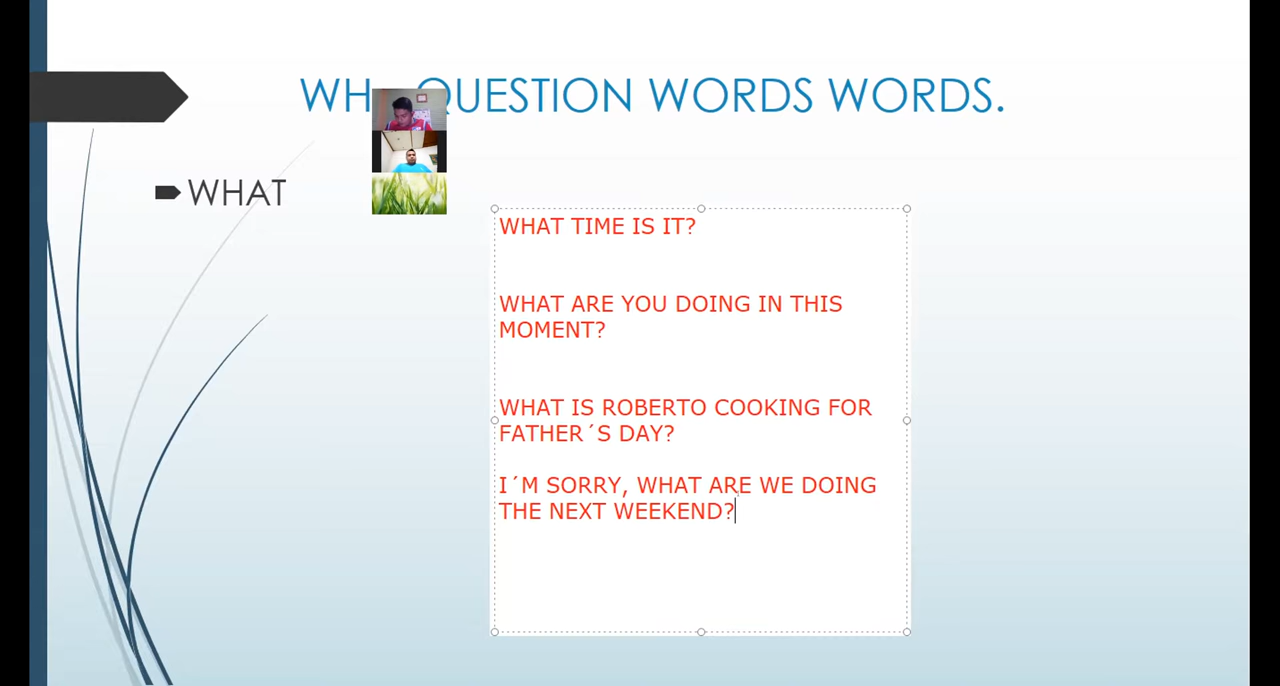 WH QUESTION WORDS WORDS.
WHAT
WHAT TIME IS IT?
WHAT ARE YOU DOING IN THIS
MOMENT?
WHAT IS ROBERTO COOKING FOR
FATHER´S DAY?
I´M SORRY, WHAT ARE WE DOING
THE NEXT WEEKEND?